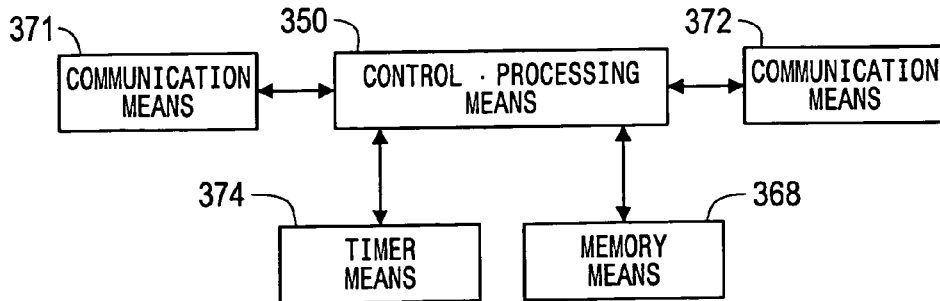 371
350
372
COMMUNICATION
MEANS
CONTROL · PROCESSING
MEANS
COMMUNICATION
MEANS
374
368
TIMER
MEANS
MEMORY
MEANS